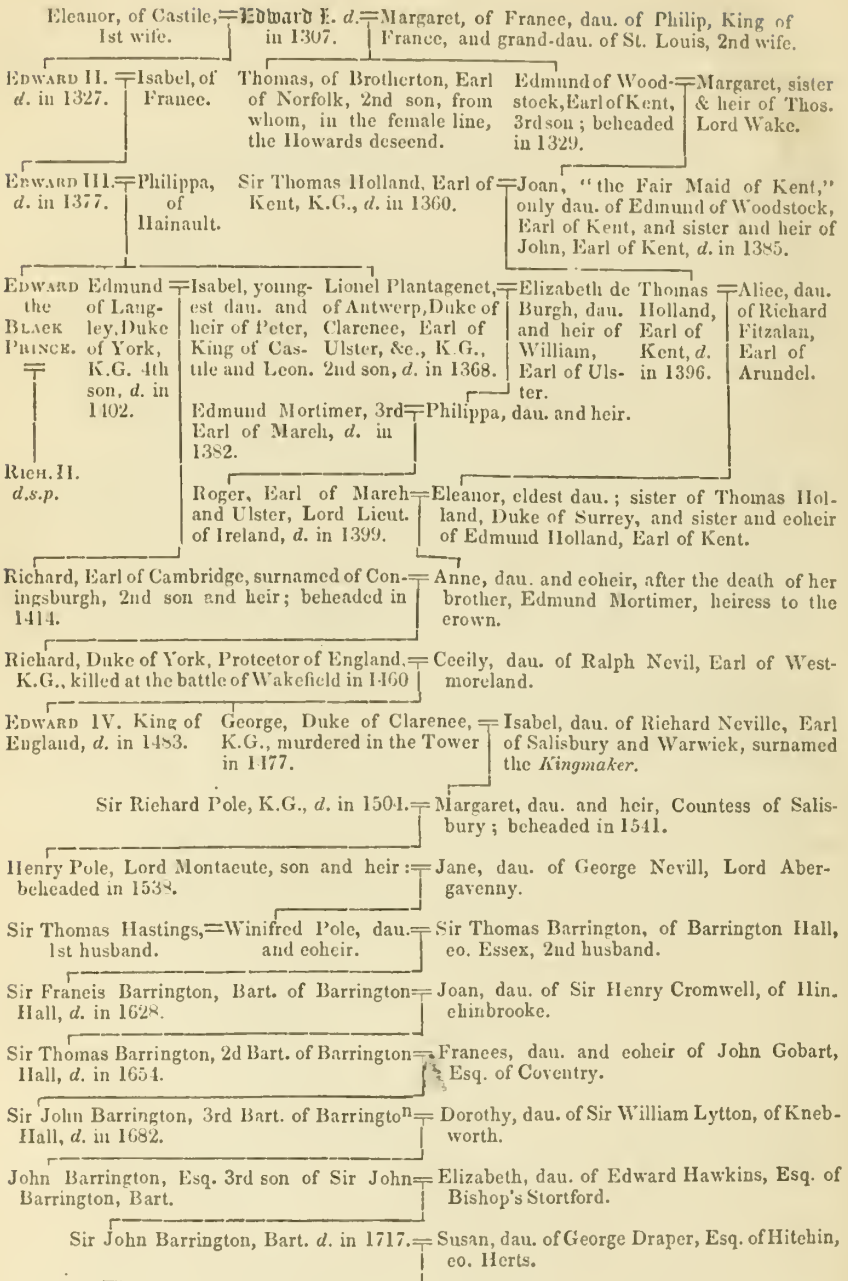 Eleanor, of Castile, Edward I. d. Margaret, of France, dau. of Philip, King of
1st wife. in 1307. France, and grand-dau. of St. Louis, 2nd wife.
EDWARD II. Isabel, of Thomas, of Brotherton, Earl Edmund of Wood- Margaret, sister
d. in 1327. France. of Norfolk, 2nd son, from stock, Earl of Kent, & heir of Thos.
whom, in the female line, 3rd son; beheaded Lord Wake.
the Howards descend. in 1329.
EDWARD III. Philippa, Sir Thomas Holland, Earl of Joan, "the Fair Maid of Kent,"
d. in 1377. of Kent, K.G., d. in 1360. only dau. of Edmund of Woodstock,
Hainault. Earl of Kent, and sister and heir of
John, Earl of Kent, d. in 1385.
EDWARD Edmund Isabel, young- Lionel Plantagenet, Elizabeth de Thomas Alice, dau.
the of Lang- est dau. and of Antwerp, Duke of Burgh, dau. Holland, of Richard
BLACK ley, Duke heir of Peter, Clarence, Earl of and heir of Earl of Fitzalan,
PRINCE. of York, King of Cas- Ulster, &c., K.G., William, Kent, d. Earl of
K.G. 4th tile and Leon. 2nd son, d. in 1368. Earl of Uls- in 1396. Arundel.
son, d. in ter.
1402. Edmund Mortimer, 3rd Philippa, dau. and heir.
Earl of March, d. in
1382.
RICH. II.
d.s.p. Roger, Earl of March Eleanor, eldest dau.; sister of Thomas Hol-
and Ulster, Lord Lieut. land, Duke of Surrey, and sister and coheir
of Ireland, d. in 1399. of Edmund Holland, Earl of Kent.
Richard, Earl of Cambridge, surnamed of Con- Anne, dau. and coheir, after the death of her
ingsburgh, 2nd son and heir; beheaded in brother, Edmund Mortimer, heiress to the
1414. crown.
Richard, Duke of York, Protector of England, Cecily, dau. of Ralph Nevil, Earl of West-
K.G., killed at the battle of Wakefield in 1460 moreland.
EDWARD IV. King of George, Duke of Clarence, Isabel, dau. of Richard Neville, Earl
England, d. in 1483. K.G., murdered in the Tower of Salisbury and Warwick, surnamed
in 1477. the Kingmaker.
Sir Richard Pole, K.G., d. in 1504. Margaret, dau. and heir, Countess of Salis-
bury; beheaded in 1541.
Henry Pole, Lord Montacute, son and heir: Jane, dau. of George Nevill, Lord Aber-
beheaded in 1538. gavenny.
Sir Thomas Hastings, Winifred Pole, dau. Sir Thomas Barrington, of Barrington Hall,
1st husband. and coheir. co. Essex, 2nd husband.
Sir Francis Barrington, Bart. of Barrington Joan, dau. of Sir Henry Cromwell, of Hin-
Hall, d. in 1628. chinbrooke.
Sir Thomas Barrington, 2d Bart. of Barrington Frances, dau. and coheir of John Gobart,
Hall, d. in 1654. Esq. of Coventry.
Sir John Barrington, 3rd Bart. of Barrington Dorothy, dau. of Sir William Lytton, of Kneb-
Hall, d. in 1682. worth.
John Barrington, Esq. 3rd son of Sir John Elizabeth, dau. of Edward Hawkins, Esq. of
Barrington, Bart. Bishop's Stortford.
Sir John Barrington, Bart. d. in 1717. Susan, dau. of George Draper, Esq. of Hitchin,
co. Herts.